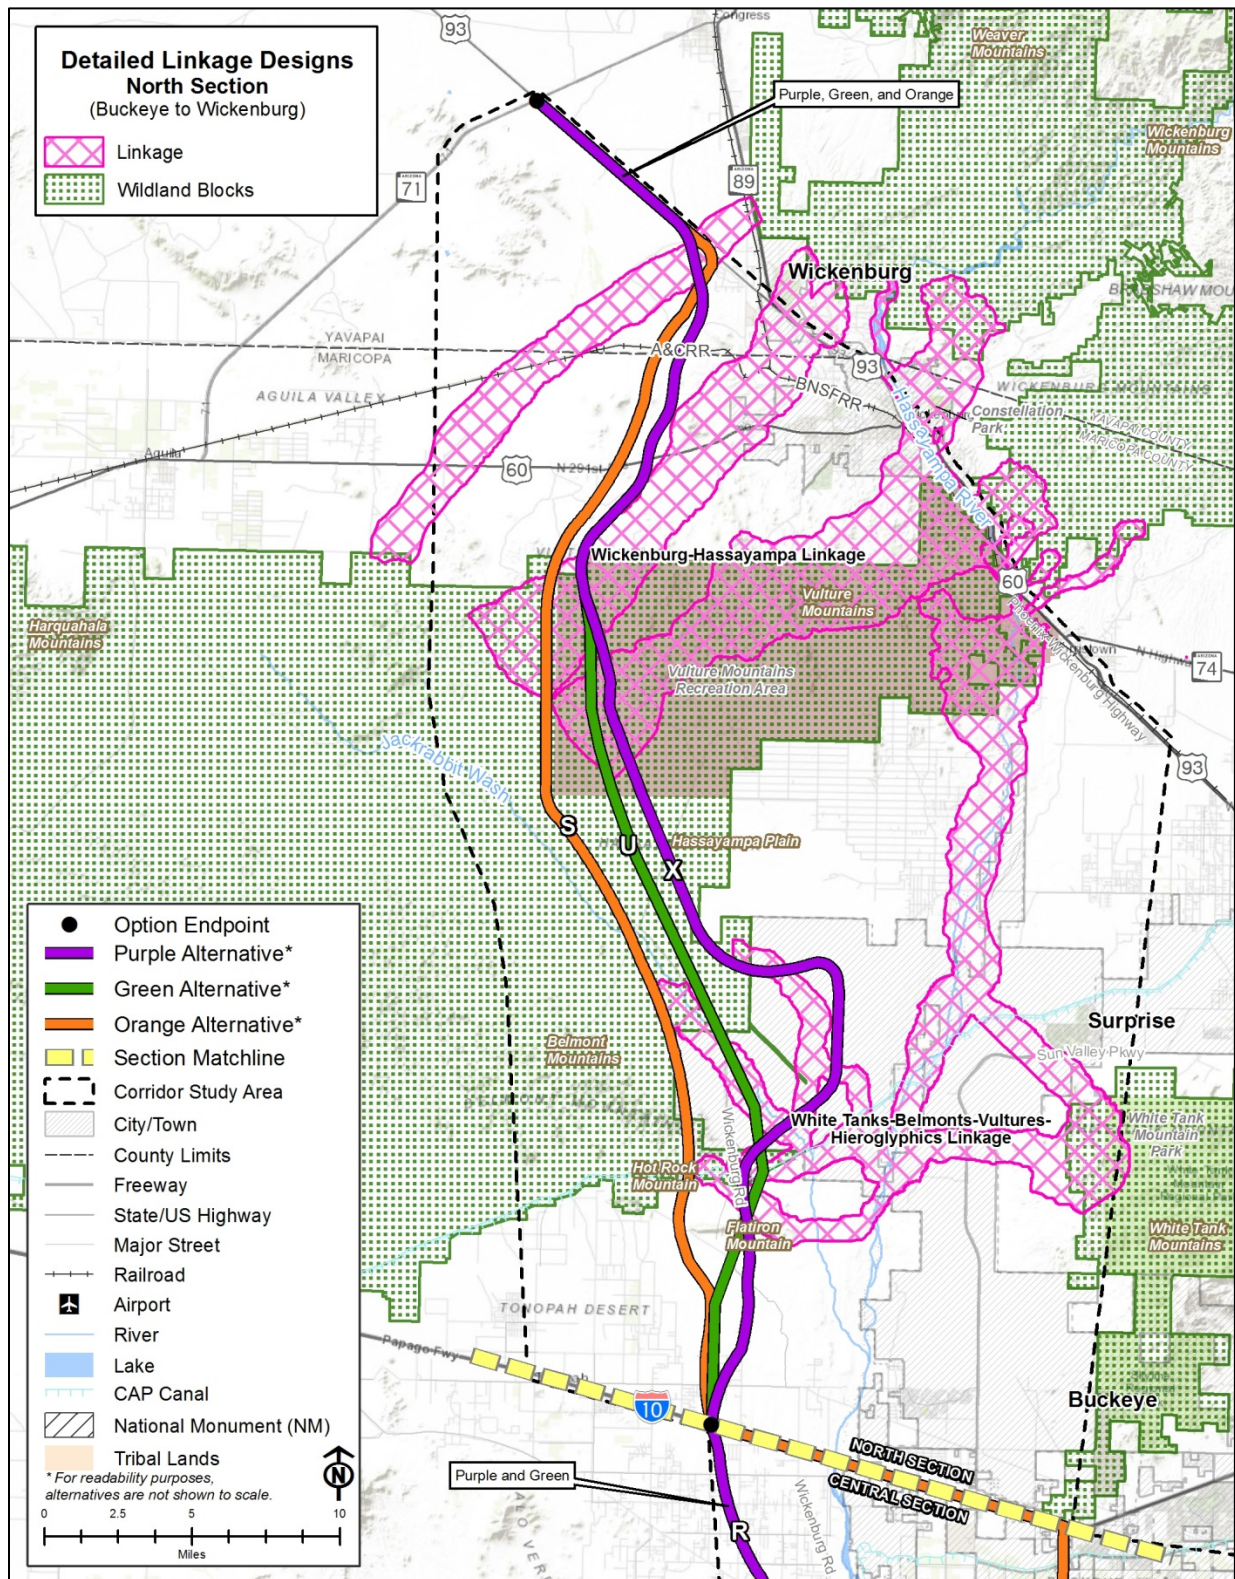 Detailed Linkage Designs
North Section
(Buckeye to Wickenburg)
Linkage
Wildland Blocks
93
Congress
Weaver
Mountains
Purple, Green, and Orange
Wickenburg
Mountains
71
89
Wickenburg
YAVAPAI
MARICOPA
A&CRR
93
BNSFRR
AGUILA VALLEY
WICKENBURG MOUNTAINS
Constellation
Park
YAVAPAI COUNTY
MARICOPA COUNTY
Hassayampa River
Aguila
60
N 291st
Wickenburg-Hassayampa Linkage
60
Vulture
Mountains
Harquahala
Mountains
Phoenix-Wickenburg Highway
74
Vulture Mountains
Recreation Area
Jackrabbit Wash
93
S
U
X
Hassayampa Plain
Surprise
Sun Valley Pkwy
Belmont
Mountains
White Tanks-Belmonts-Vultures-
Hieroglyphics Linkage
White Tank
Mountain
Park
Wickenburg Rd
Hot Rock
Mountain
Flatiron
Mountain
White Tank
Mountains
TONOPAH DESERT
Papago Fwy
10
Buckeye
NORTH SECTION
CENTRAL SECTION
Purple and Green
R
Wickenburg Rd
Option Endpoint
Purple Alternative*
Green Alternative*
Orange Alternative*
Section Matchline
Corridor Study Area
City/Town
County Limits
Freeway
State/US Highway
Major Street
Railroad
Airport
River
Lake
CAP Canal
National Monument (NM)
Tribal Lands
* For readability purposes,
alternatives are not shown to scale.
N
0 2.5 5 10
Miles